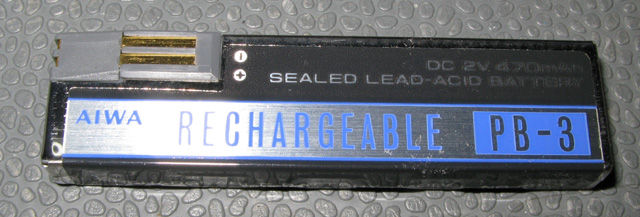 DC 2V 470mAH
SEALED LEAD-ACID BATTERY
AIWA RECHARGEABLE PB-3